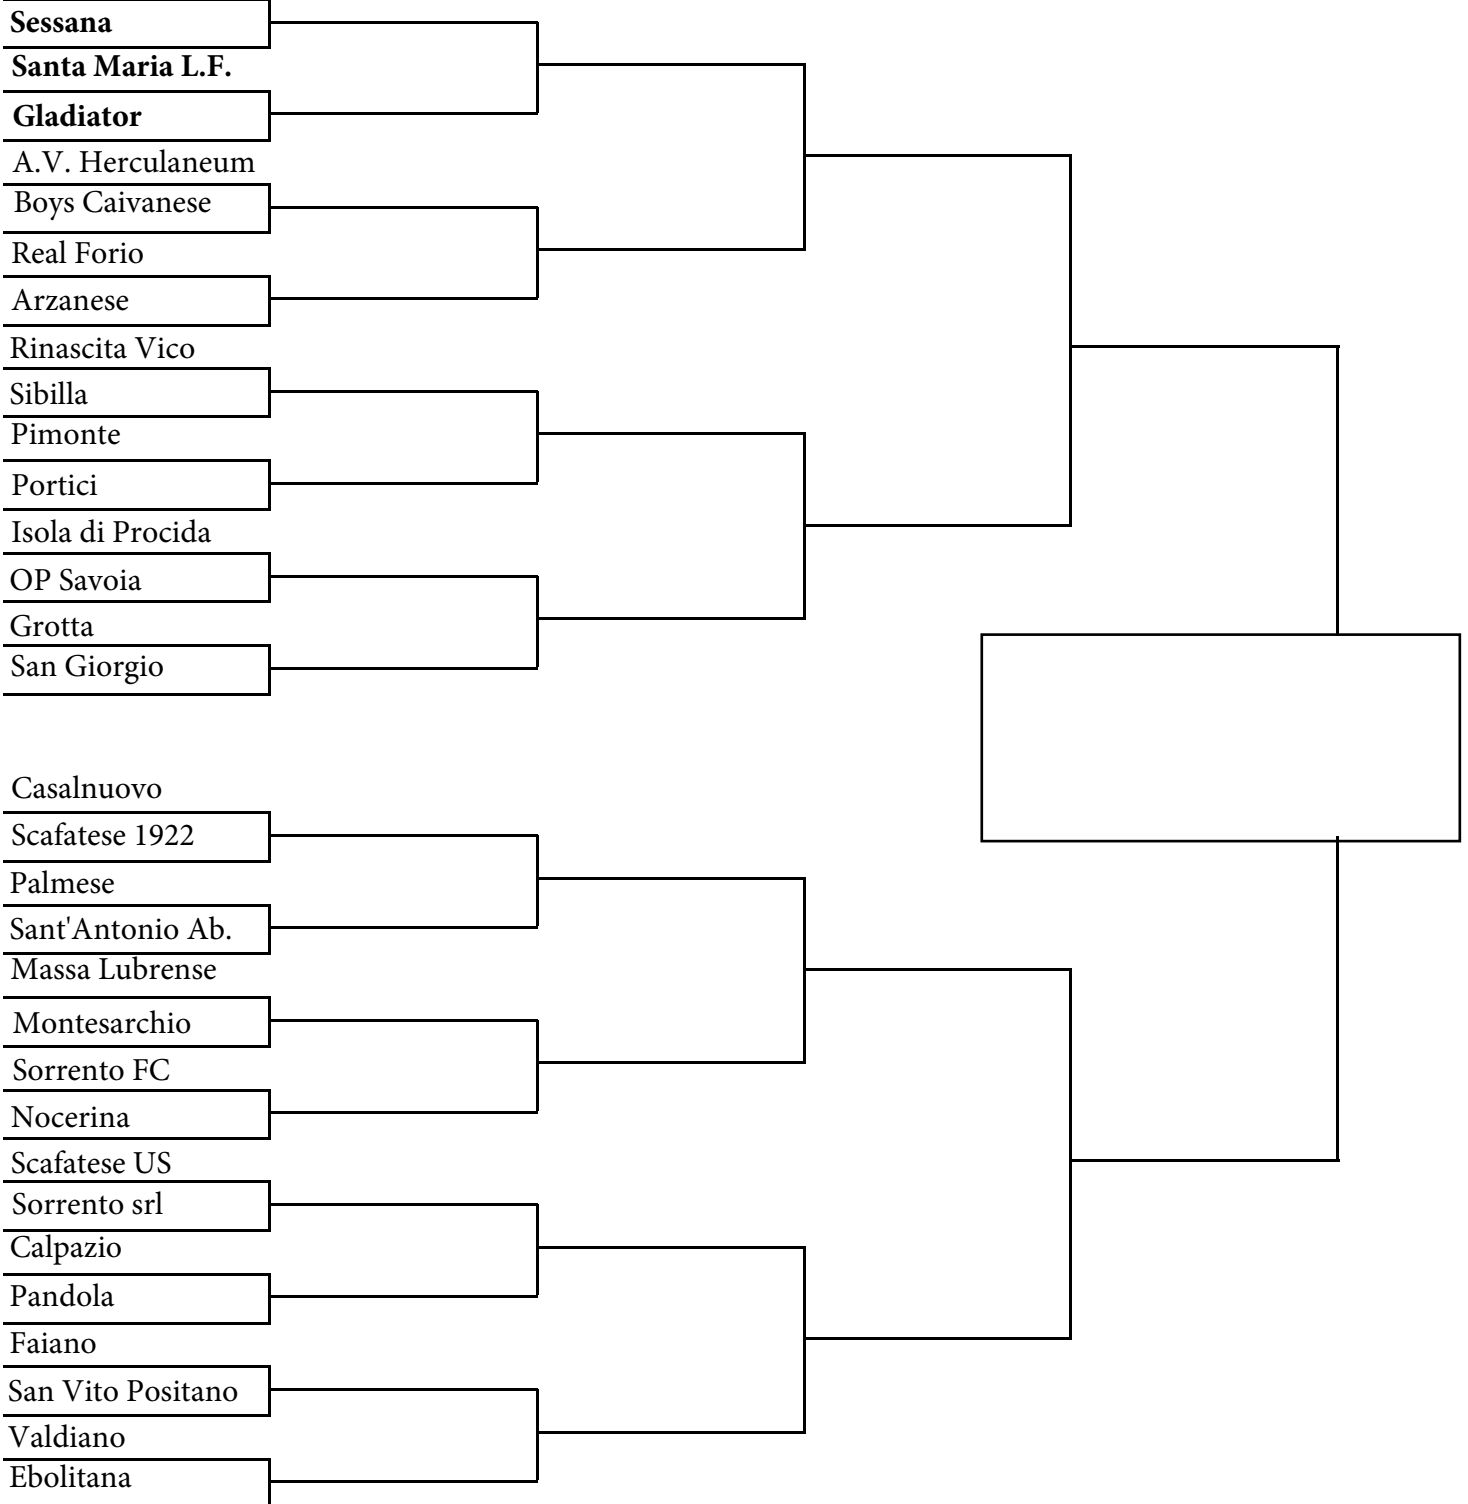 Sessana
Santa Maria L.F.
Gladiator
A.V. Herculaneum
Boys Caivanese
Real Forio
Arzanese
Rinascita Vico
Sibilla
Pimonte
Portici
Isola di Procida
OP Savoia
Grotta
San Giorgio
Casalnuovo
Scafatese 1922
Palmese
Sant'Antonio Ab.
Massa Lubrense
Montesarchio
Sorrento FC
Nocerina
Scafatese US
Sorrento srl
Calpazio
Pandola
Faiano
San Vito Positano
Valdiano
Ebolitana